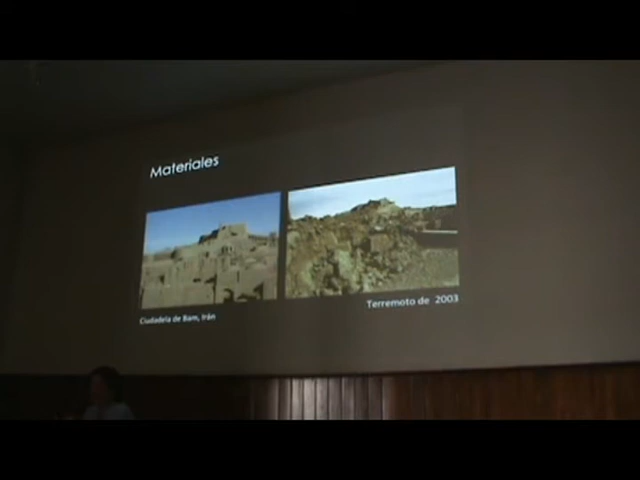 Materiales
Ciudadela de Bam, Irán
Terremoto de 2003